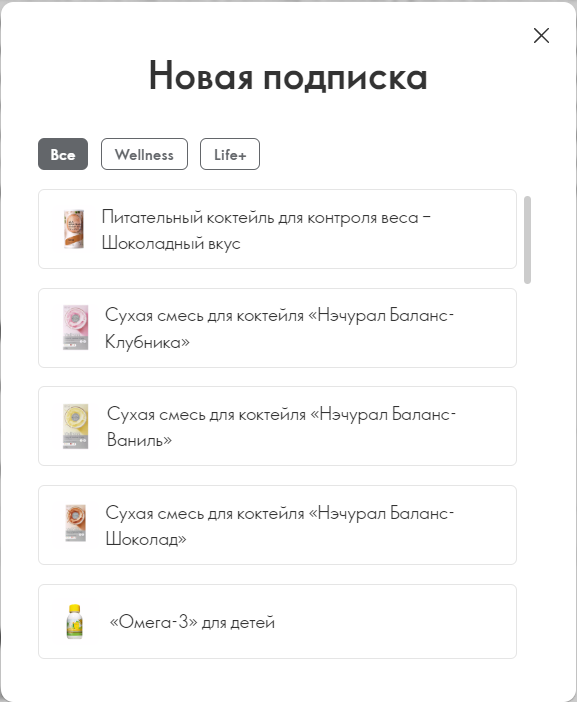 Новая подписка
Все
Wellness
Life+
Питательный коктейль для контроля веса –
Шоколадный вкус
Сухая смесь для коктейля «Нэчурал Баланс-
Клубника»
Сухая смесь для коктейля «Нэчурал Баланс-
Ваниль»
Сухая смесь для коктейля «Нэчурал Баланс-
Шоколад»
«Омега-3» для детей